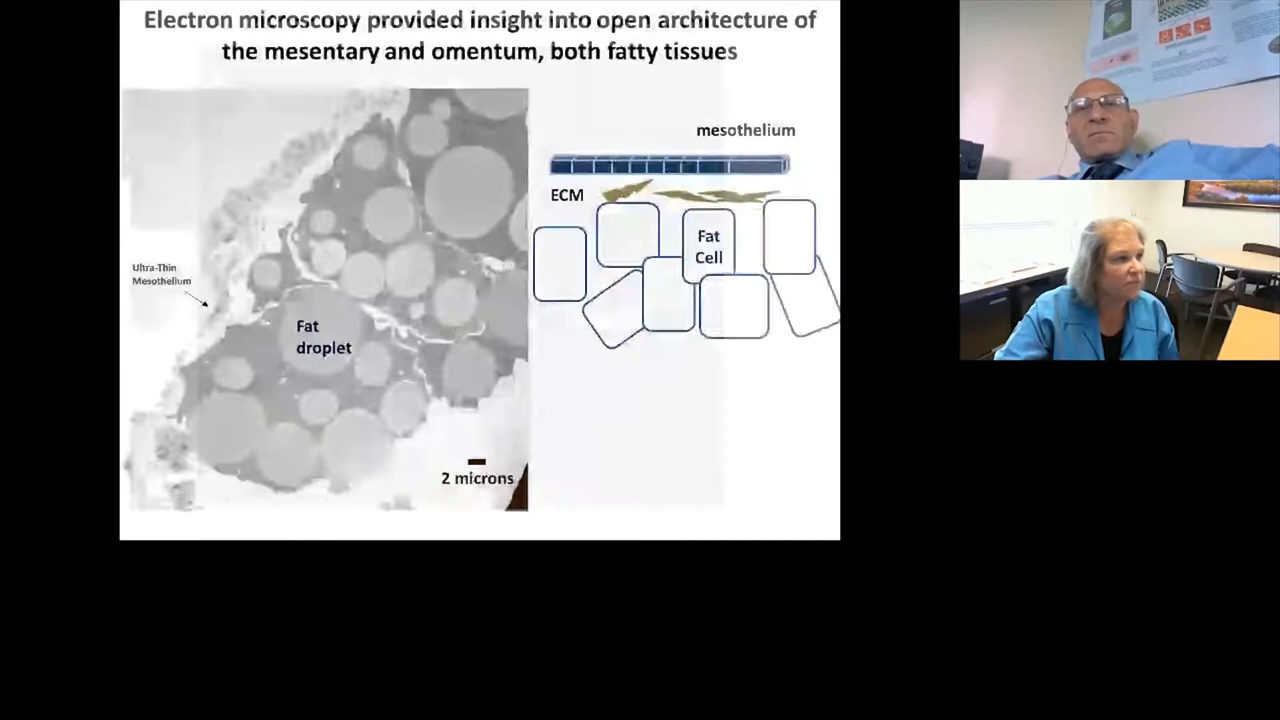 Electron microscopy provided insight into open architecture of
the mesentary and omentum, both fatty tissues
mesothelium
ECM
Fat
Cell
Ultra-Thin
Mesothelium
Fat
droplet
2 microns